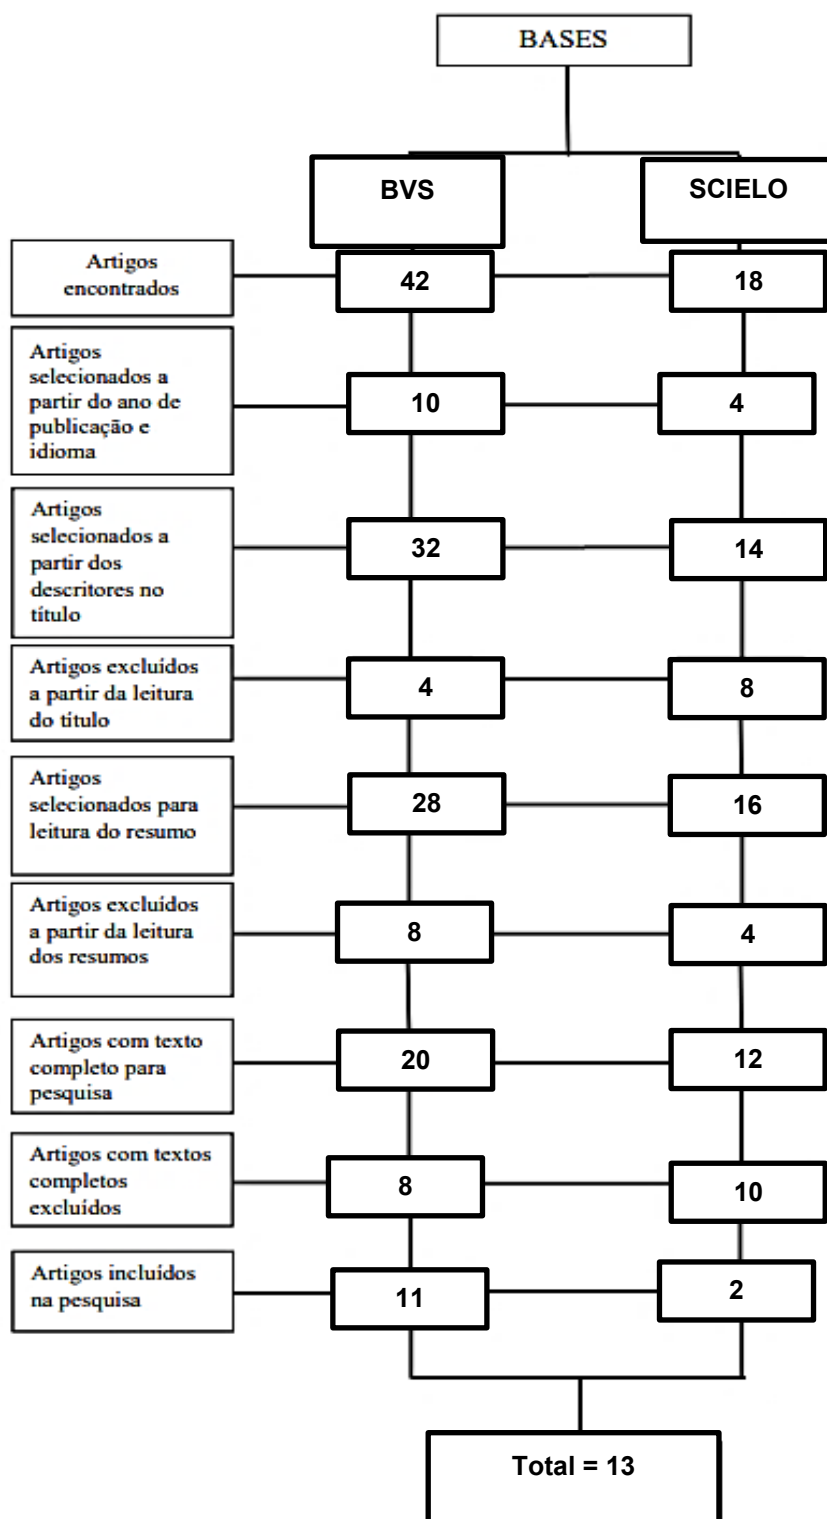 BASES
BVS
SCIELO
Artigos
encontrados
42
18
Artigos
selecionados a
partir do ano de
publicação e
idioma
10
4
Artigos
selecionados a
partir dos
descritores no
título
32
14
Artigos excluídos
a partir da leitura
do título
4
8
Artigos
selecionados para
leitura do resumo
28
16
Artigos excluídos
a partir da leitura
dos resumos
8
4
Artigos com texto
completo para
pesquisa
20
12
Artigos com textos
completos
excluídos
8
10
Artigos incluídos
na pesquisa
11
2
Total = 13